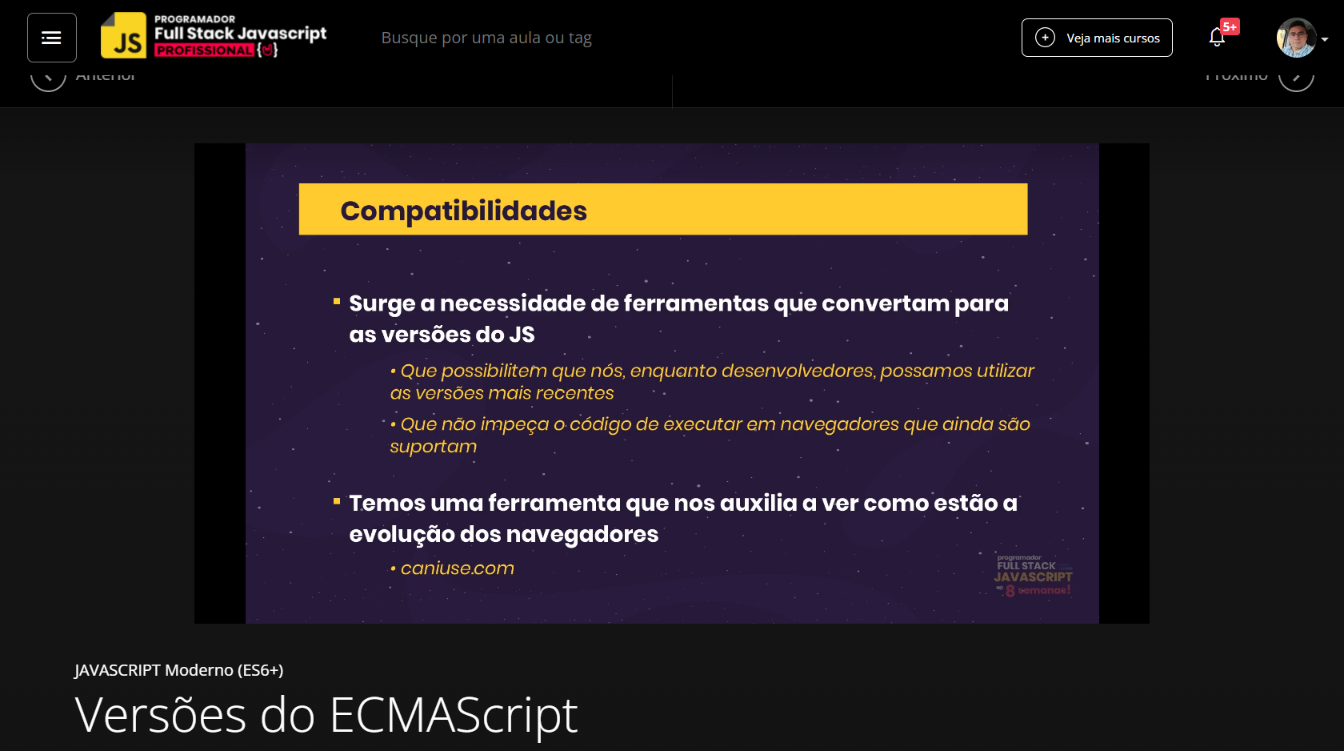 PROGRAMADOR
Full Stack Javascript
PROFISSIONAL {}
JS
Busque por uma aula ou tag
Veja mais cursos
5+
Anterior
Próximo
Compatibilidades
Surge a necessidade de ferramentas que convertam para
as versões do JS
• Que possibilitem que nós, enquanto desenvolvedores, possamos utilizar
as versões mais recentes
• Que não impeça o código de executar em navegadores que ainda são
suportam
Temos uma ferramenta que nos auxilia a ver como estão a
evolução dos navegadores
• caniuse.com
programador
FULL STACK
JAVASCRIPT
em 8 semanas!
JAVASCRIPT Moderno (ES6+)
Versões do ECMAScript